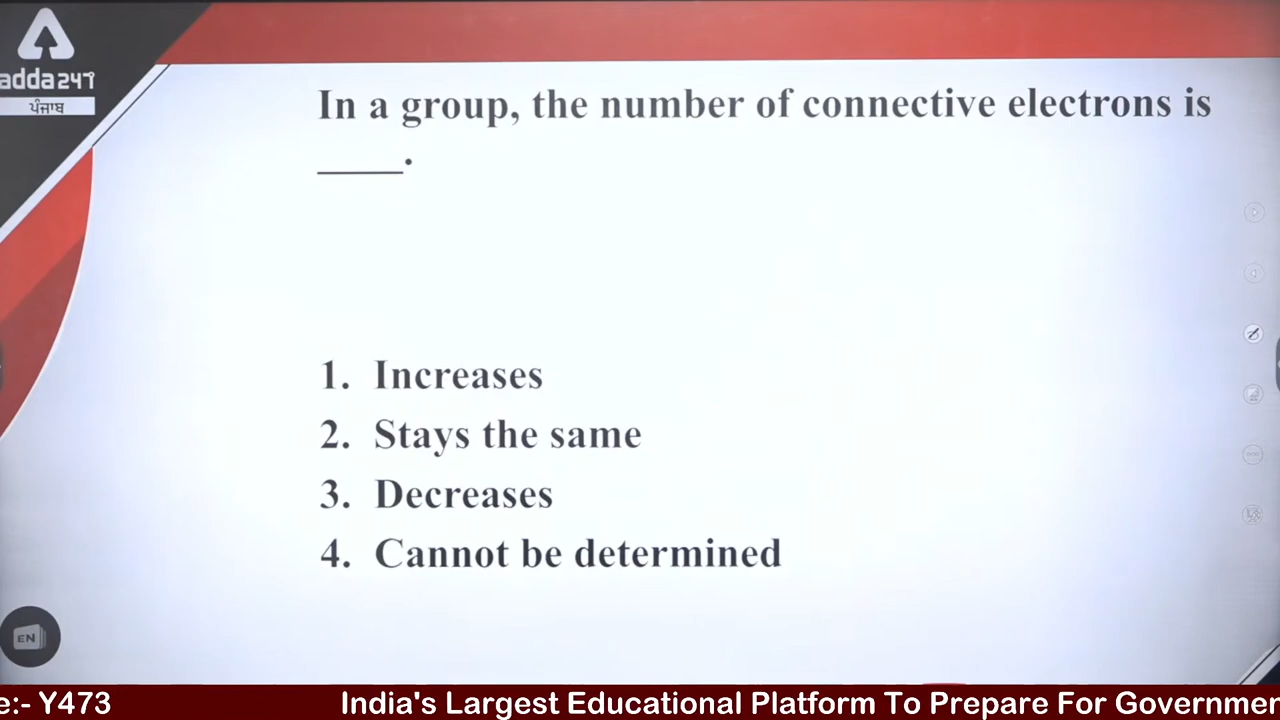 adda247
ਪੰਜਾਬ
In a group, the number of connective electrons is
_____.
1. Increases
2. Stays the same
3. Decreases
4. Cannot be determined
EN
e:- Y473 India's Largest Educational Platform To Prepare For Governmen